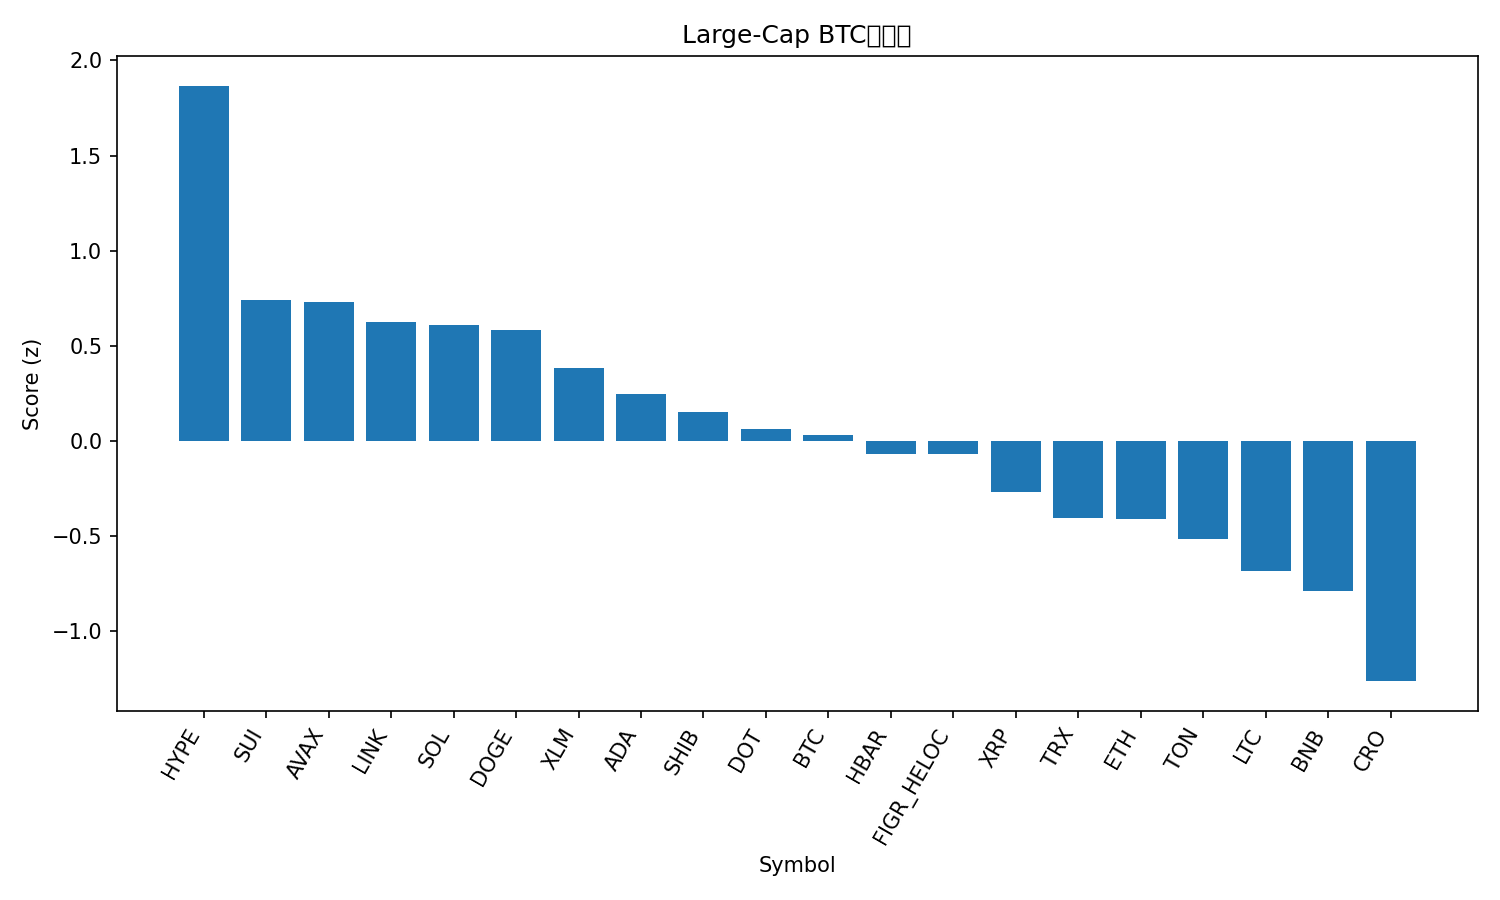 Large-Cap BTC
2.0
1.5
1.0
0.5
0.0
−0.5
−1.0
Score (z)
HYPE
SUI
AVAX
LINK
SOL
DOGE
XLM
ADA
SHIB
DOT
BTC
HBAR
FIGR_HELOC
XRP
TRX
ETH
TON
LTC
BNB
CRO
Symbol